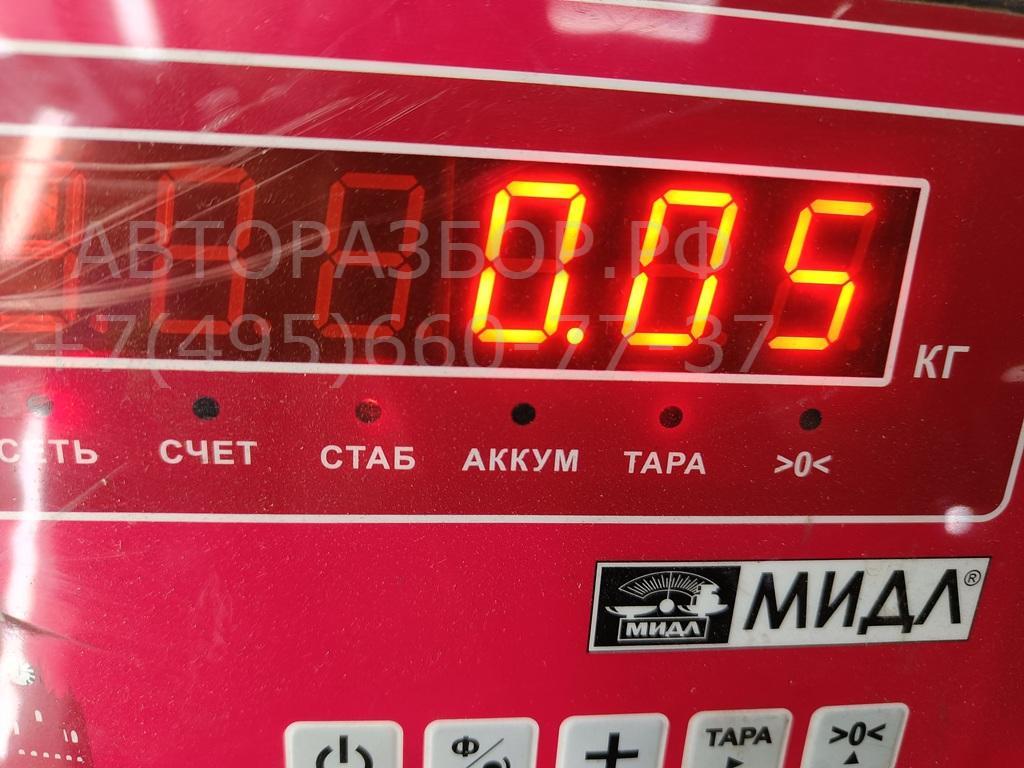 0.05
АВТОРАЗБОР.РФ
+7(495)660-77-37
КГ
СЕТЬ СЧЕТ СТАБ АККУМ ТАРА >0<
МИДЛ МИДЛ®
Ф/ + ТАРА >0<